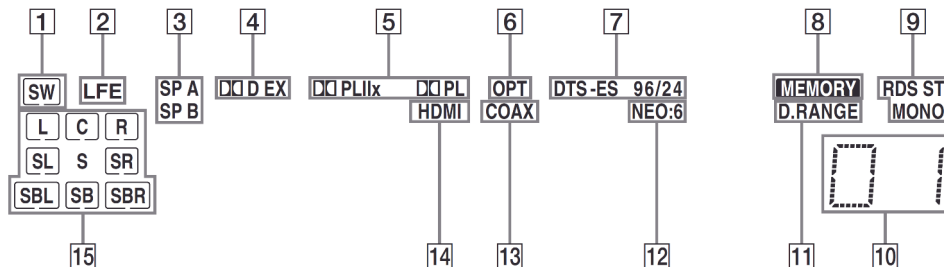 1 2 3 4 5 6 7 8 9
SW LFE SP A DD D EX DD PLIIx DD PL OPT DTS-ES 96/24 MEMORY RDS ST
SP B HDMI COAX NEO:6 D.RANGE MONO
L C R
SL S SR
SBL SB SBR
15 14 13 12 11 10